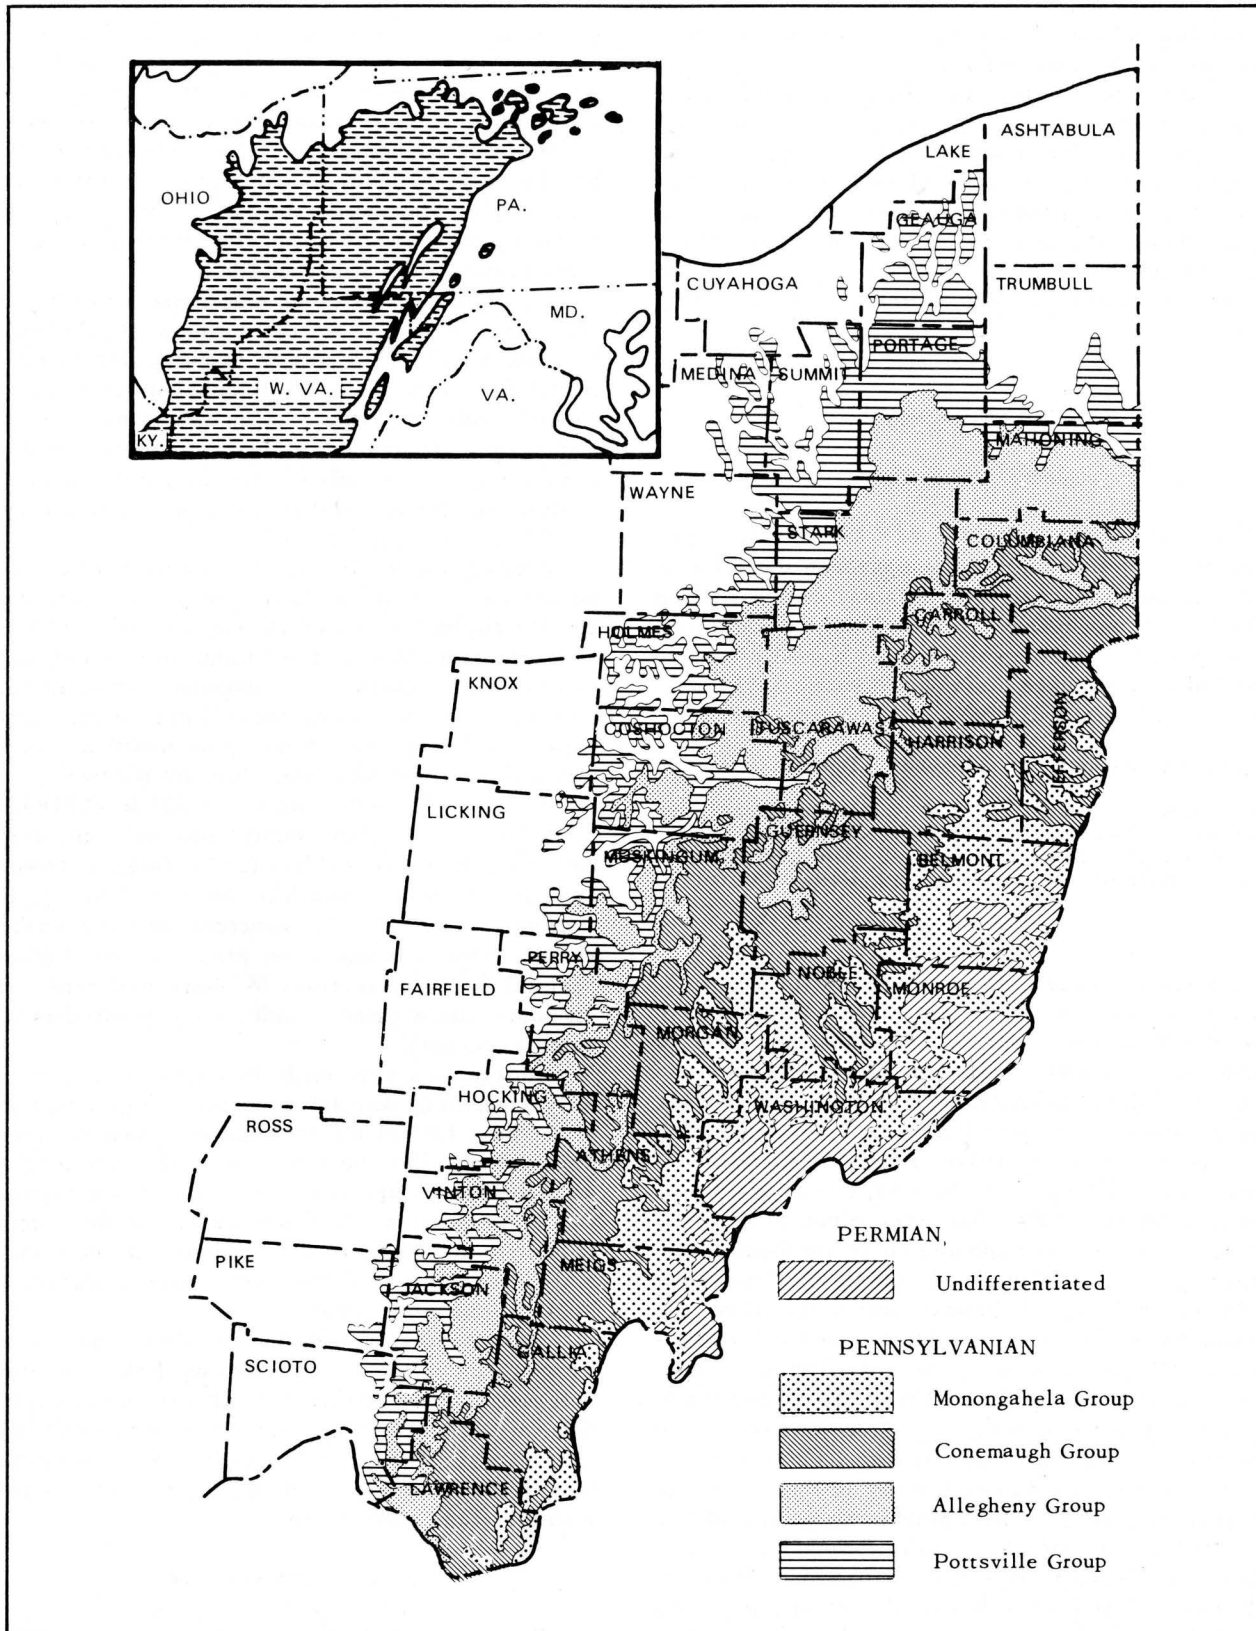 OHIO
PA.
MD.
W. VA.
VA.
KY.
ASHTABULA
LAKE
GEAUGA
CUYAHOGA
TRUMBULL
PORTAGE
MEDINA
SUMMIT
MAHONING
WAYNE
STARK
COLUMBIANA
CARROLL
HOLMES
KNOX
JEFFERSON
COSHOCTON
TUSCARAWAS
HARRISON
LICKING
GUERNSEY
MUSKINGUM
BELMONT
PERRY
NOBLE
FAIRFIELD
MONROE
MORGAN
HOCKING
WASHINGTON
ROSS
ATHENS
VINTON
PIKE
MEIGS
JACKSON
GALLIA
SCIOTO
LAWRENCE
PERMIAN
Undifferentiated
PENNSYLVANIAN
Monongahela Group
Conemaugh Group
Allegheny Group
Pottsville Group